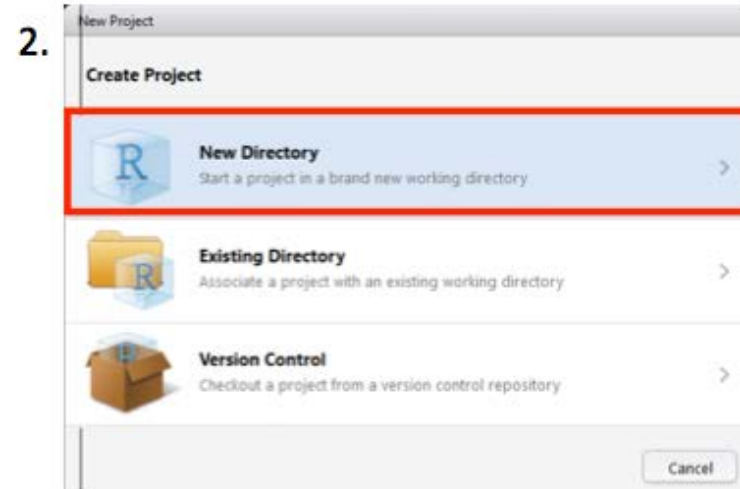 New Project
2.
Create Project
R
New Directory
Start a project in a brand new working directory
R
Existing Directory
Associate a project with an existing working directory
Version Control
Checkout a project from a version control repository
Cancel